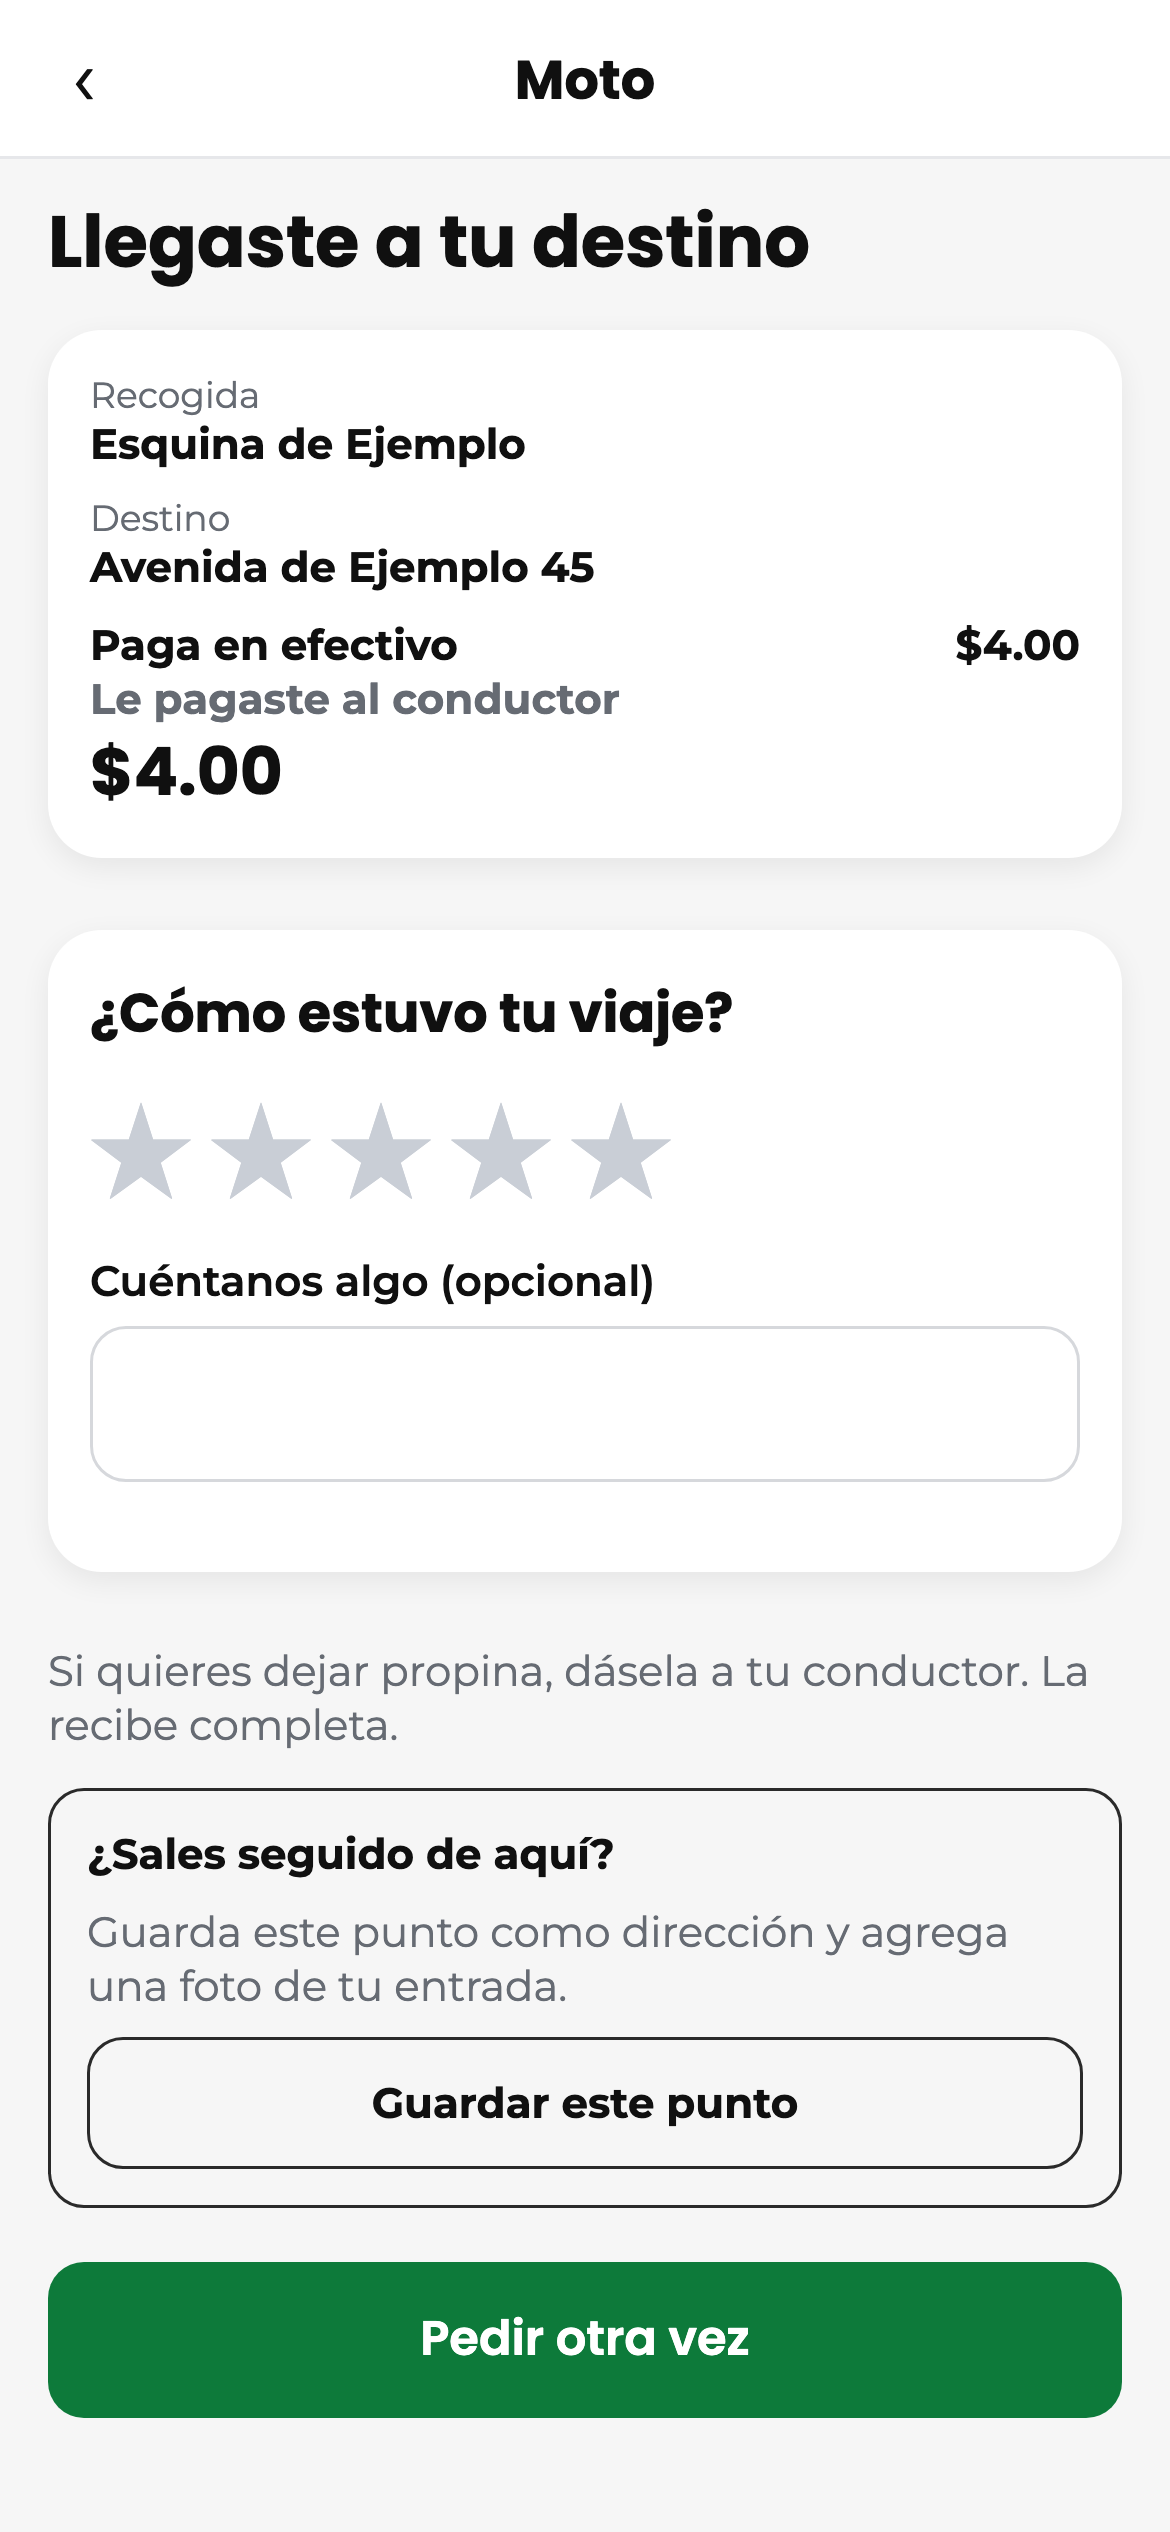 Moto
Llegaste a tu destino
Recogida
Esquina de Ejemplo
Destino
Avenida de Ejemplo 45
Paga en efectivo $4.00
Le pagaste al conductor
$4.00
¿Cómo estuvo tu viaje?
Cuéntanos algo (opcional)
Si quieres dejar propina, dásela a tu conductor. La
recibe completa.
¿Sales seguido de aquí?
Guarda este punto como dirección y agrega
una foto de tu entrada.
Guardar este punto
Pedir otra vez